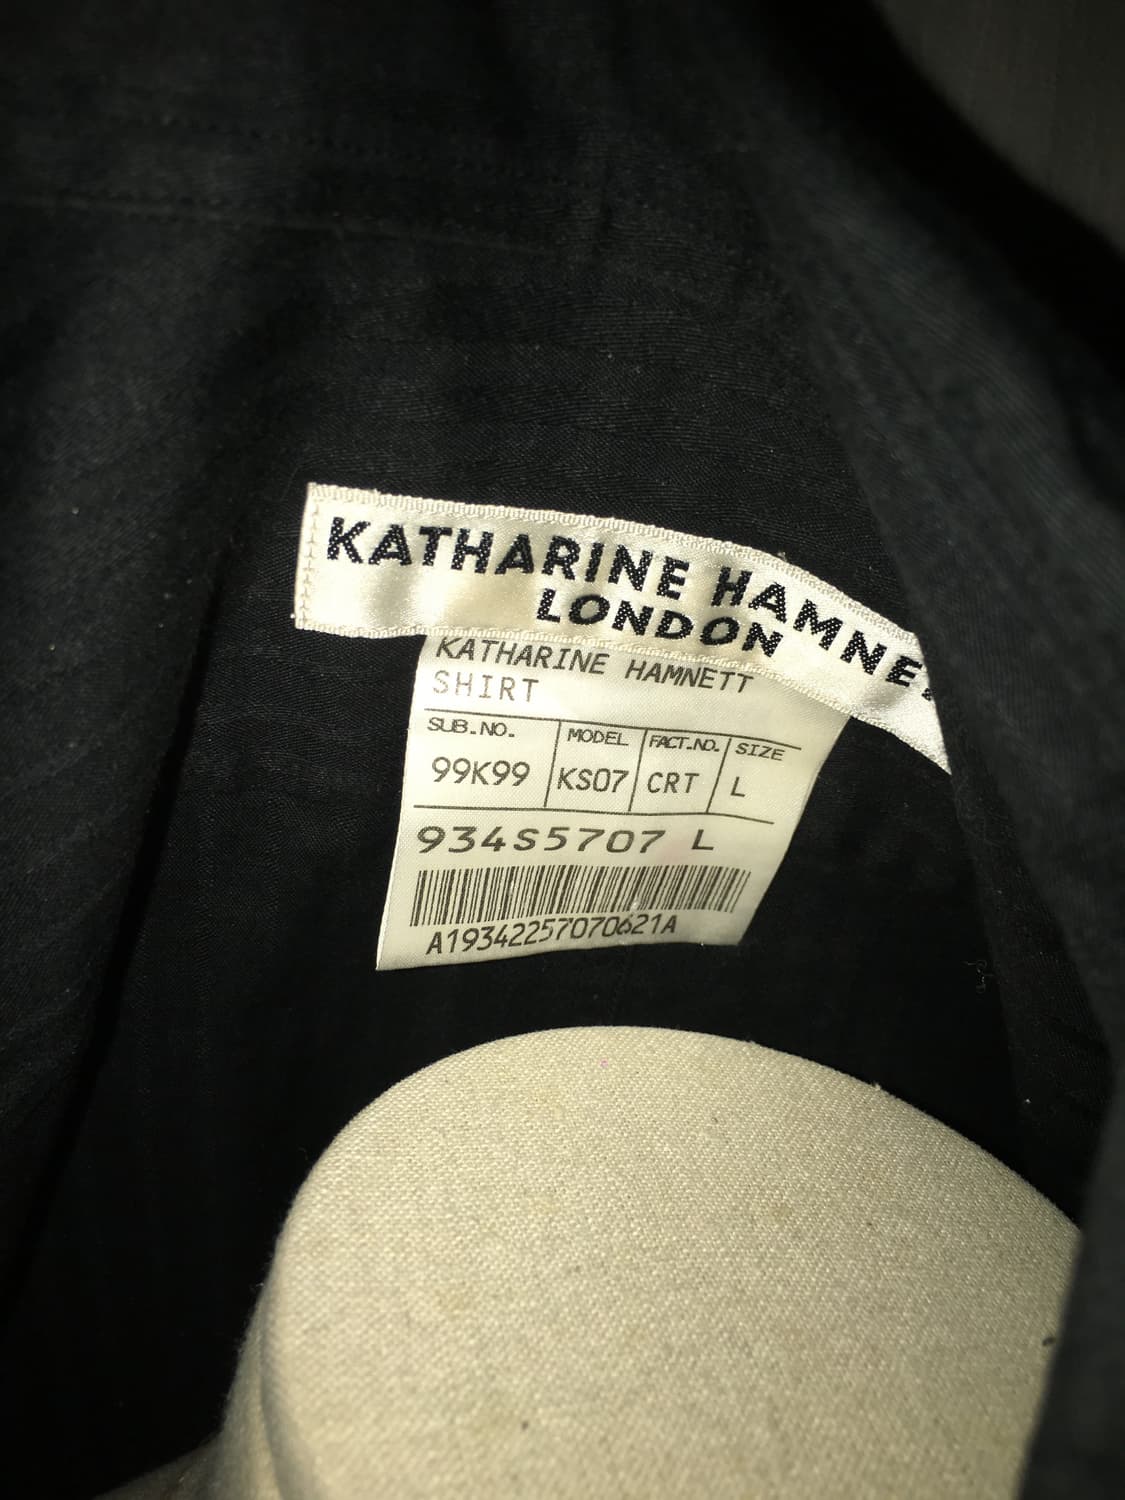 KATHARINE HAMNE
LONDON
KATHARINE HAMNETT
SHIRT
SUB.NO. MODEL FACT.NO. SIZE
99K99 KS07 CRT L
934S5707 L
A19342257070621A